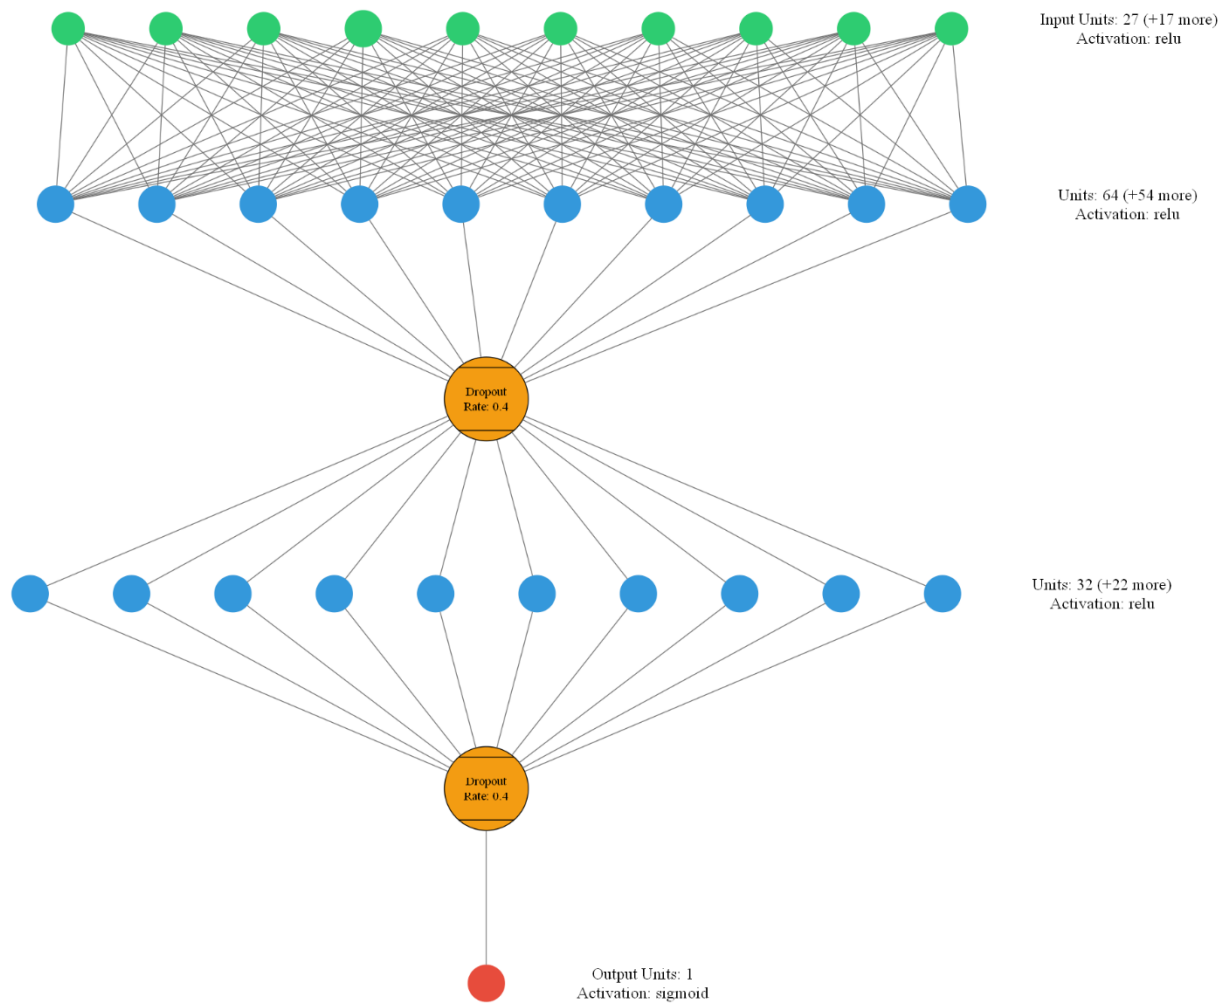 Input Units: 27 (+17 more)
Activation: relu
Units: 64 (+54 more)
Activation: relu
Dropout
Rate: 0.4
Units: 32 (+22 more)
Activation: relu
Dropout
Rate: 0.4
Output Units: 1
Activation: sigmoid